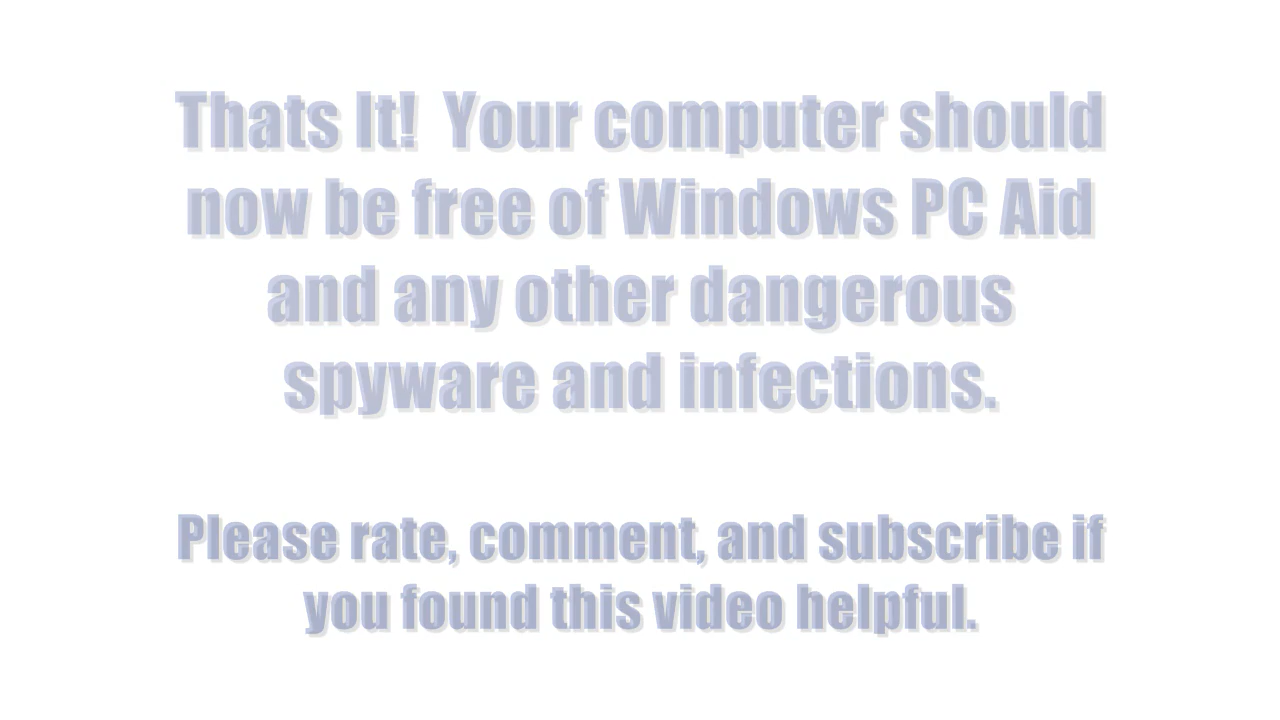 Thats It!  Your computer should
now be free of Windows PC Aid
and any other dangerous
spyware and infections.
Please rate, comment, and subscribe if
you found this video helpful.